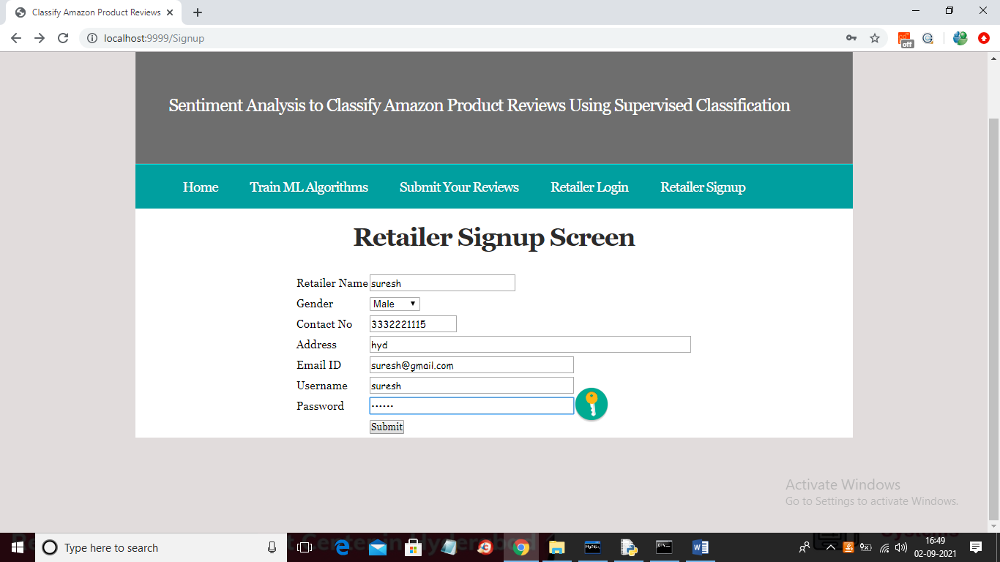 Classify Amazon Product Reviews
localhost:9999/Signup
off
Sentiment Analysis to Classify Amazon Product Reviews Using Supervised Classification
Home Train ML Algorithms Submit Your Reviews Retailer Login Retailer Signup
Retailer Signup Screen
Retailer Name suresh
Gender Male
Contact No 3332221115
Address hyd
Email ID suresh@gmail.com
Username suresh
Password ······
Submit
Activate Windows
Go to Settings to activate Windows.
Type here to search
16:49
02-09-2021